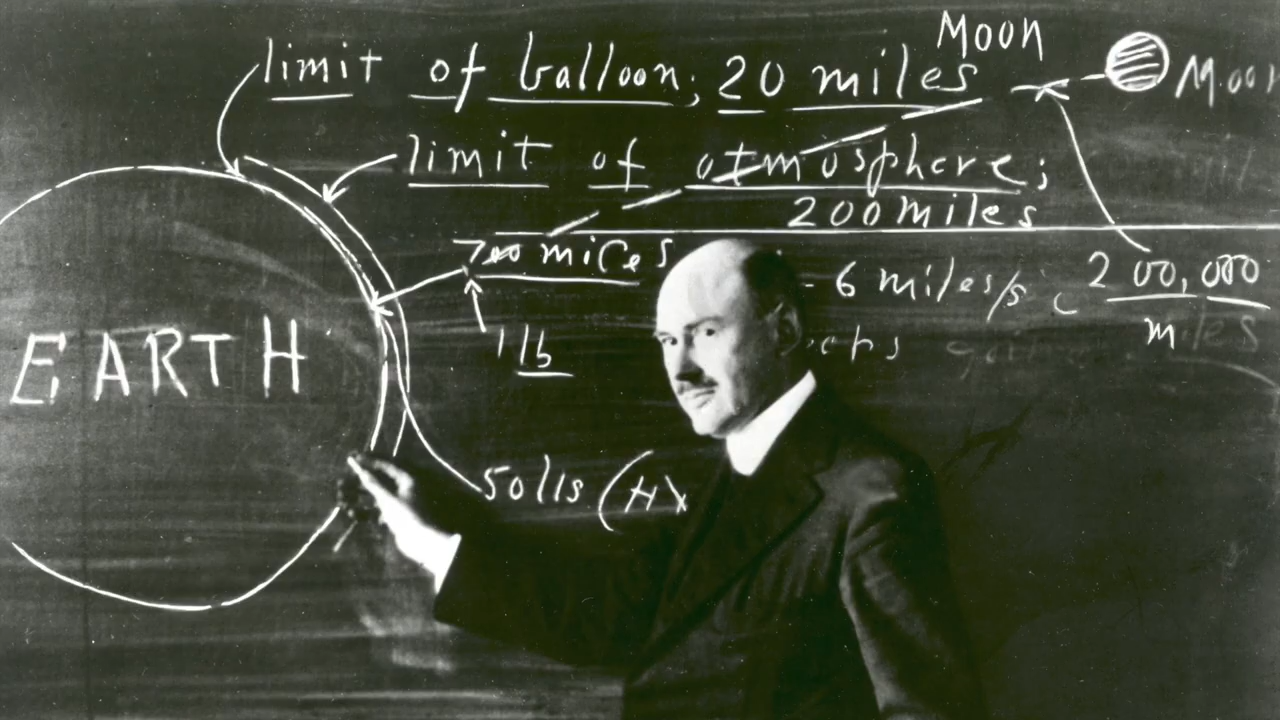 Moon
limit of balloon; 20 miles
Moon
limit of atmosphere;
200 miles
700 miles
6 miles/s
200,000
miles
1 lb
EARTH
50 lbs (H)